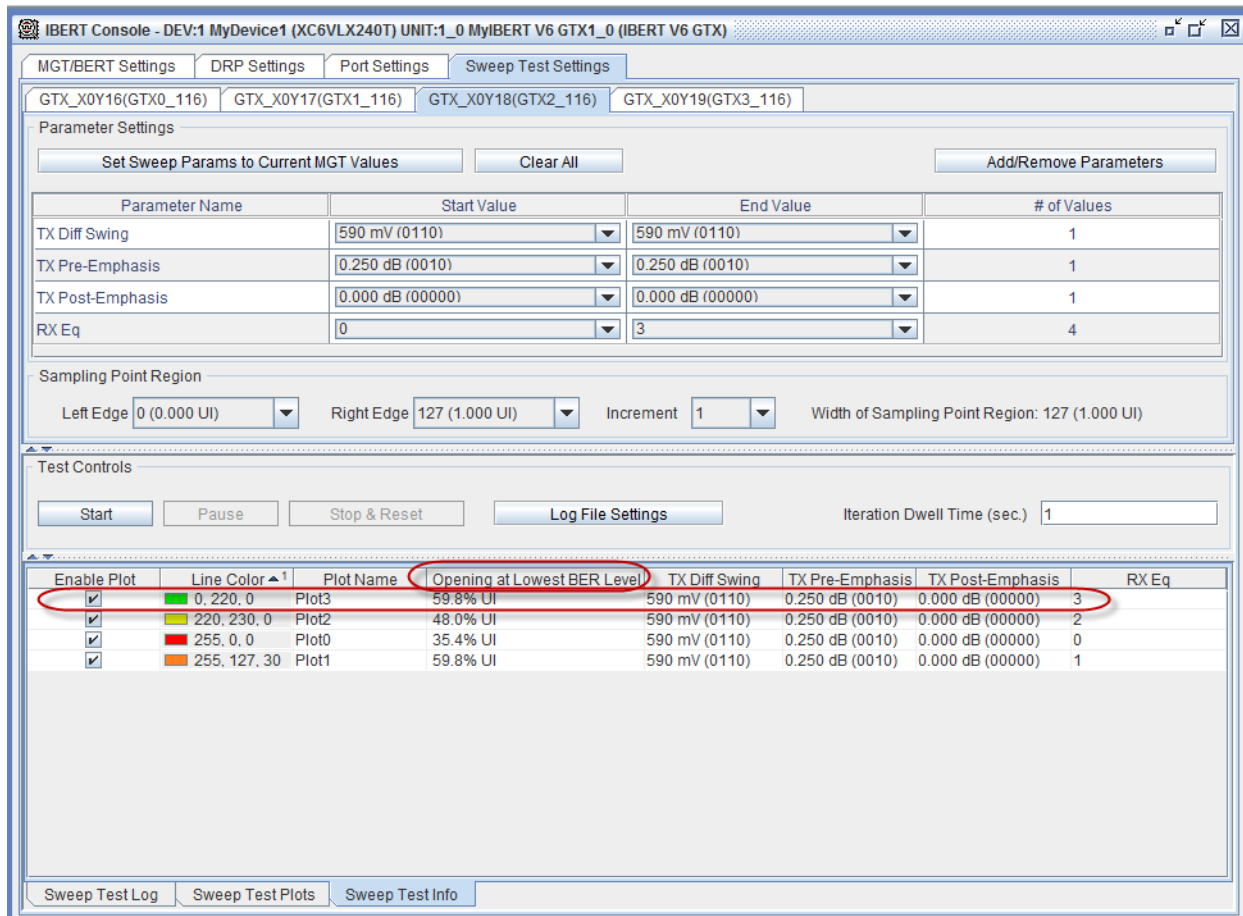 IBERT Console - DEV:1 MyDevice1 (XC6VLX240T) UNIT:1_0 MyIBERT V6 GTX1_0 (IBERT V6 GTX)
MGT/BERT Settings DRP Settings Port Settings Sweep Test Settings
GTX_X0Y16(GTX0_116) GTX_X0Y17(GTX1_116) GTX_X0Y18(GTX2_116) GTX_X0Y19(GTX3_116)
Parameter Settings
Set Sweep Params to Current MGT Values Clear All Add/Remove Parameters
Parameter Name Start Value End Value # of Values
TX Diff Swing 590 mV (0110) 590 mV (0110) 1
TX Pre-Emphasis 0.250 dB (0010) 0.250 dB (0010) 1
TX Post-Emphasis 0.000 dB (00000) 0.000 dB (00000) 1
RX Eq 0 3 4
Sampling Point Region
Left Edge 0 (0.000 UI) Right Edge 127 (1.000 UI) Increment 1 Width of Sampling Point Region: 127 (1.000 UI)
Test Controls
Start Pause Stop & Reset Log File Settings Iteration Dwell Time (sec.) 1
Enable Plot Line Color 1 Plot Name Opening at Lowest BER Level TX Diff Swing TX Pre-Emphasis TX Post-Emphasis RX Eq
0, 220, 0 Plot3 59.8% UI 590 mV (0110) 0.250 dB (0010) 0.000 dB (00000) 3
220, 230, 0 Plot2 48.0% UI 590 mV (0110) 0.250 dB (0010) 0.000 dB (00000) 2
255, 0, 0 Plot0 35.4% UI 590 mV (0110) 0.250 dB (0010) 0.000 dB (00000) 0
255, 127, 30 Plot1 59.8% UI 590 mV (0110) 0.250 dB (0010) 0.000 dB (00000) 1
Sweep Test Log Sweep Test Plots Sweep Test Info